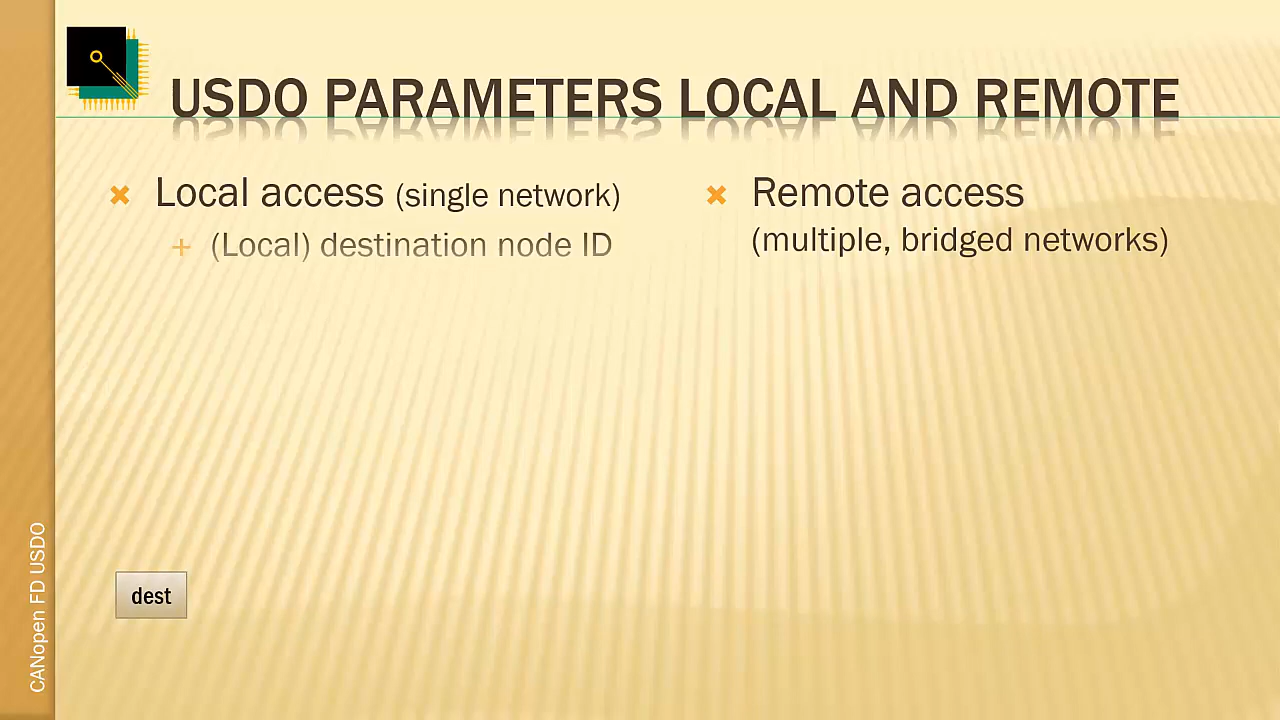 USDO PARAMETERS LOCAL AND REMOTE
Local access (single network)
(Local) destination node ID
Remote access
(multiple, bridged networks)
dest
CANopen FD USDO